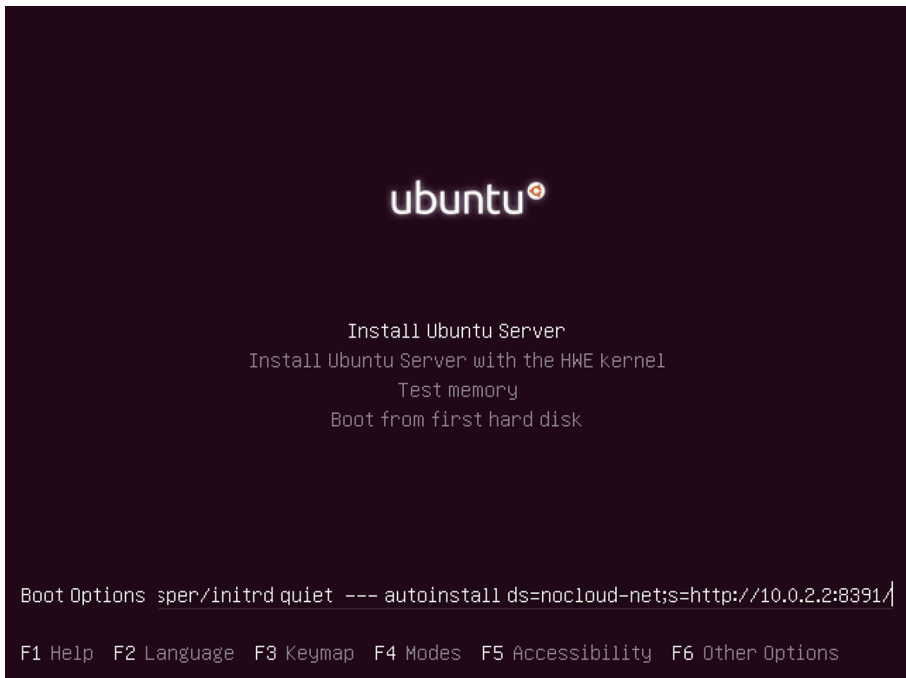 ubuntu
Install Ubuntu Server
Install Ubuntu Server with the HWE kernel
Test memory
Boot from first hard disk
Boot Options sper/initrd quiet --- autoinstall ds=nocloud-net;s=http://10.0.2.2:8391/
F1 Help F2 Language F3 Keymap F4 Modes F5 Accessibility F6 Other Options